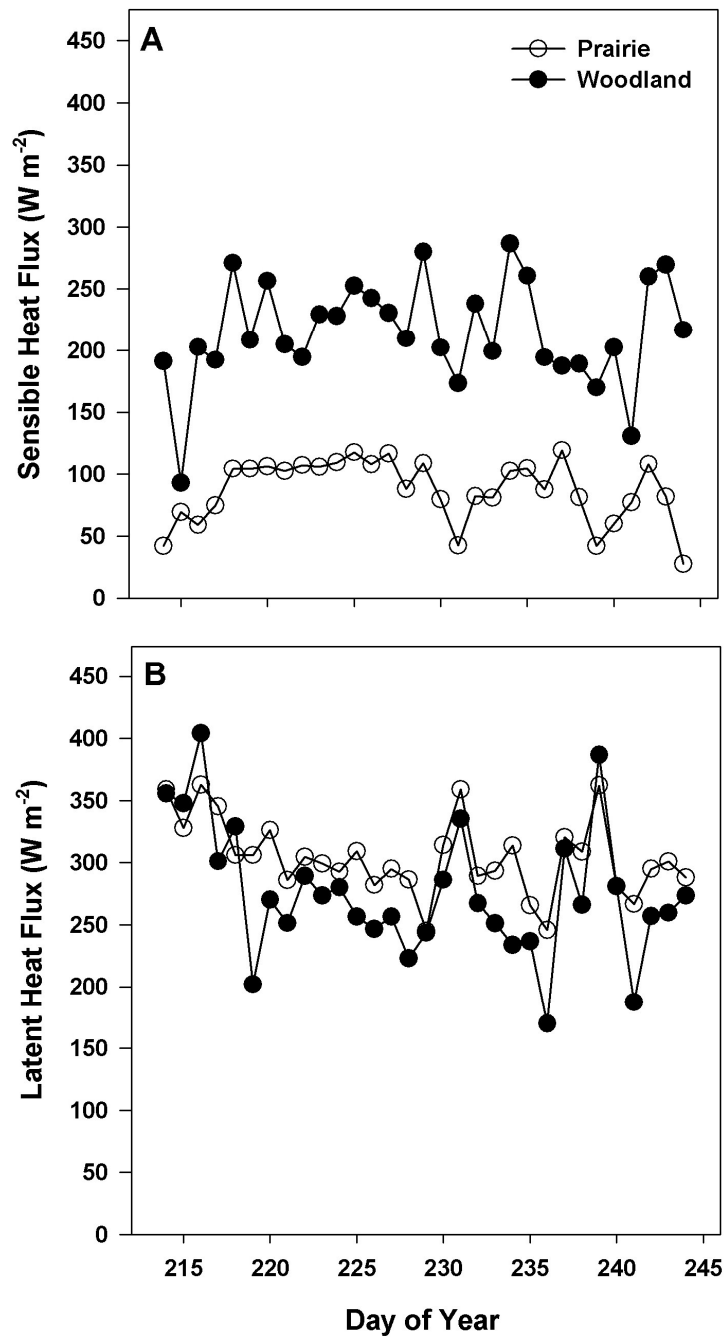 A
Prairie
Woodland
450
400
350
300
250
200
150
100
50
0
Sensible Heat Flux (W m-2)
B
450
400
350
300
250
200
150
100
50
0
Latent Heat Flux (W m-2)
215 220 225 230 235 240 245
Day of Year